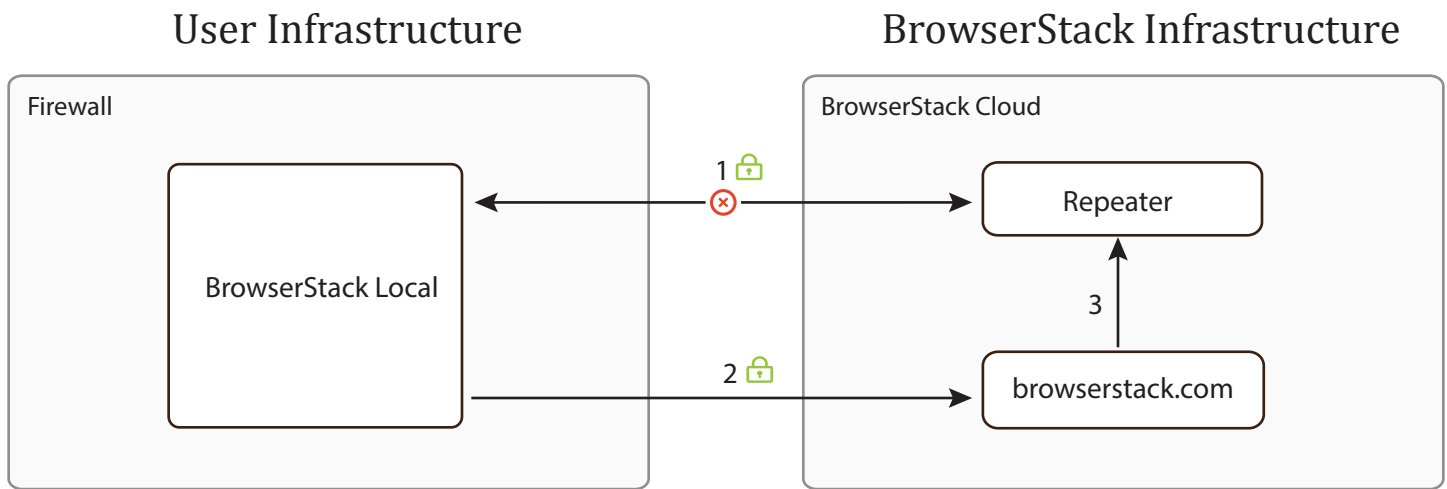 User Infrastructure
BrowserStack Infrastructure
Firewall
BrowserStack Cloud
1
Repeater
BrowserStack Local
3
2
browserstack.com